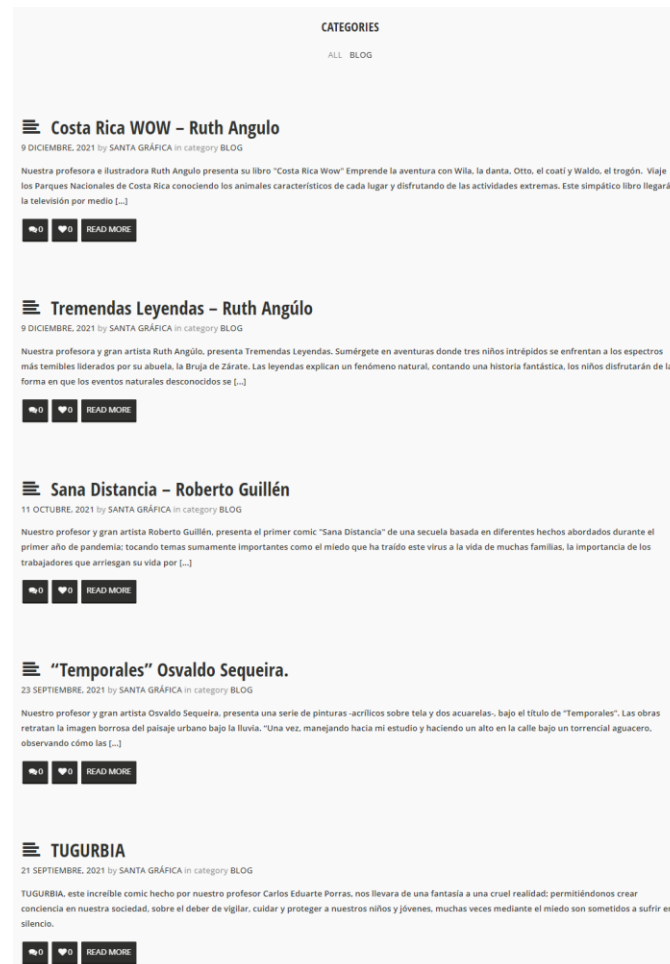 CATEGORIES
ALL BLOG
Costa Rica WOW – Ruth Angulo
9 DICIEMBRE, 2021 by SANTA GRÁFICA in category BLOG
Nuestra profesora e ilustradora Ruth Angulo presenta su libro "Costa Rica Wow" Emprende la aventura con Wila, la danta, Otto, el coatí y Waldo, el trogón. Viaje
los Parques Nacionales de Costa Rica conociendo los animales característicos de cada lugar y disfrutando de las actividades extremas. Este simpático libro llegará
la televisión por medio [...]
0 0 READ MORE
Tremendas Leyendas – Ruth Angúlo
9 DICIEMBRE, 2021 by SANTA GRÁFICA in category BLOG
Nuestra profesora y gran artista Ruth Angúlo, presenta Tremendas Leyendas. Sumérgete en aventuras donde tres niños intrépidos se enfrentan a los espectros
más temibles liderados por su abuela, la Bruja de Zárate. Las leyendas explican un fenómeno natural, contando una historia fantástica, los niños disfrutarán de la
forma en que los eventos naturales desconocidos se [...]
0 0 READ MORE
Sana Distancia – Roberto Guillén
11 OCTUBRE, 2021 by SANTA GRÁFICA in category BLOG
Nuestro profesor y gran artista Roberto Guillén, presenta el primer comic "Sana Distancia" de una secuela basada en diferentes hechos abordados durante el
primer año de pandemia; tocando temas sumamente importantes como el miedo que ha traído este virus a la vida de muchas familias, la importancia de los
trabajadores que arriesgan su vida por [...]
0 0 READ MORE
“Temporales” Osvaldo Sequeira.
23 SEPTIEMBRE, 2021 by SANTA GRÁFICA in category BLOG
Nuestro profesor y gran artista Osvaldo Sequeira, presenta una serie de pinturas -acrílicos sobre tela y dos acuarelas-, bajo el título de "Temporales". Las obras
retratan la imagen borrosa del paisaje urbano bajo la lluvia. "Una vez, manejando hacia mi estudio y haciendo un alto en la calle bajo un torrencial aguacero,
observando cómo las [...]
0 0 READ MORE
TUGURBIA
21 SEPTIEMBRE, 2021 by SANTA GRÁFICA in category BLOG
TUGURBIA, este increíble comic hecho por nuestro profesor Carlos Eduarte Porras, nos llevara de una fantasía a una cruel realidad; permitiéndonos crear
conciencia en nuestra sociedad, sobre el deber de vigilar, cuidar y proteger a nuestros niños y jóvenes, muchas veces mediante el miedo son sometidos a sufrir en
silencio.
0 0 READ MORE